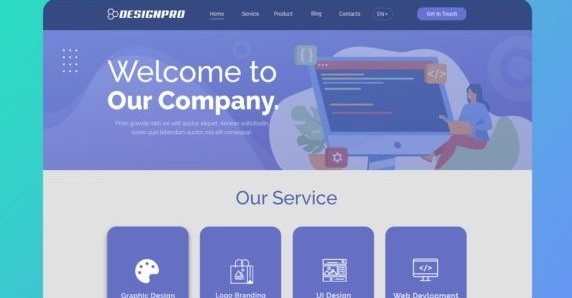 DESIGNPRO
Home Service Product Blog Contacts EN Get In Touch
{ }
</>
Welcome to
Our Company.
Proin gravida nibh vel velit auctor aliquet. Aenean sollicitudin,
lorem quis bibendum auctor, nisi elit consequat
Our Service
Graphic Design
Logo Branding
UI Design
Web Devlopment